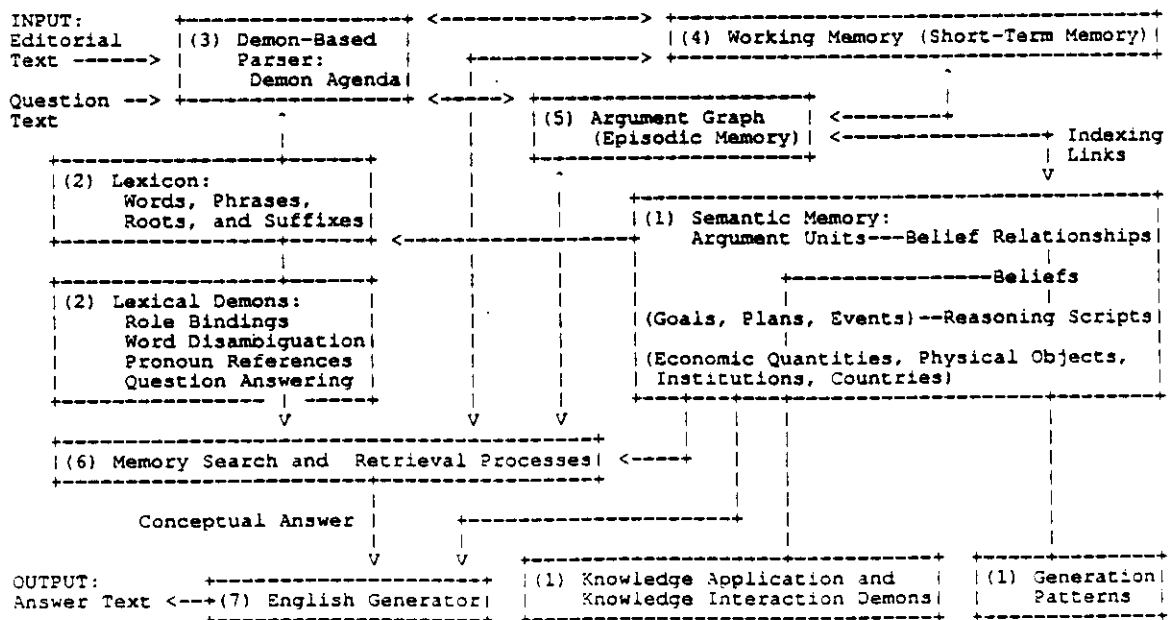 INPUT:
Editorial
Text
(3) Demon-Based
Parser:
Demon Agenda
(4) Working Memory (Short-Term Memory)
Question
Text
(5) Argument Graph
(Episodic Memory)
Indexing
Links
(2) Lexicon:
Words, Phrases,
Roots, and Suffixes
(1) Semantic Memory:
Argument Units---Belief Relationships
Beliefs
(2) Lexical Demons:
Role Bindings
Word Disambiguation
Pronoun References
Question Answering
(Goals, Plans, Events)--Reasoning Scripts
(Economic Quantities, Physical Objects,
Institutions, Countries)
(6) Memory Search and Retrieval Processes
Conceptual Answer
OUTPUT:
Answer Text
(7) English Generator
(1) Knowledge Application and
Knowledge Interaction Demons
(1) Generation
Patterns